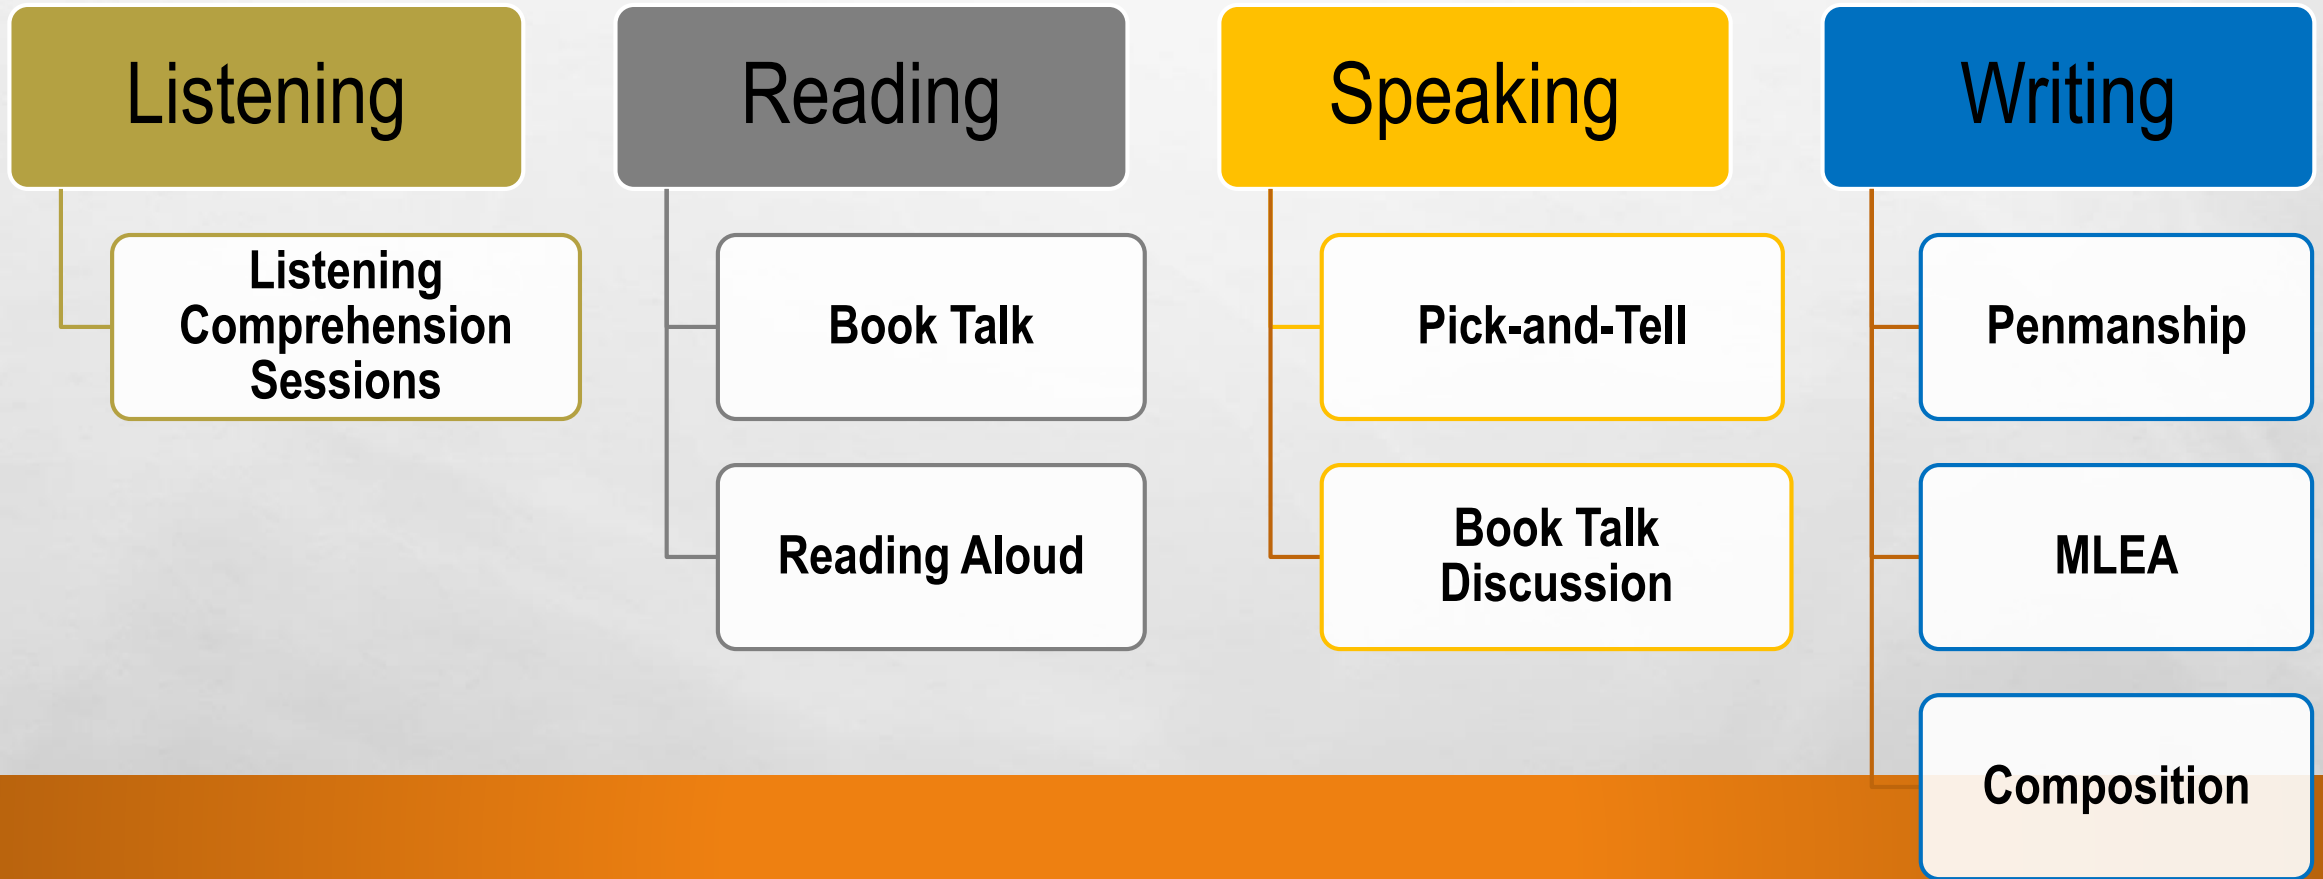 Listening
Listening
Comprehension
Sessions
Reading
Book Talk
Reading Aloud
Speaking
Pick-and-Tell
Book Talk
Discussion
Writing
Penmanship
MLEA
Composition